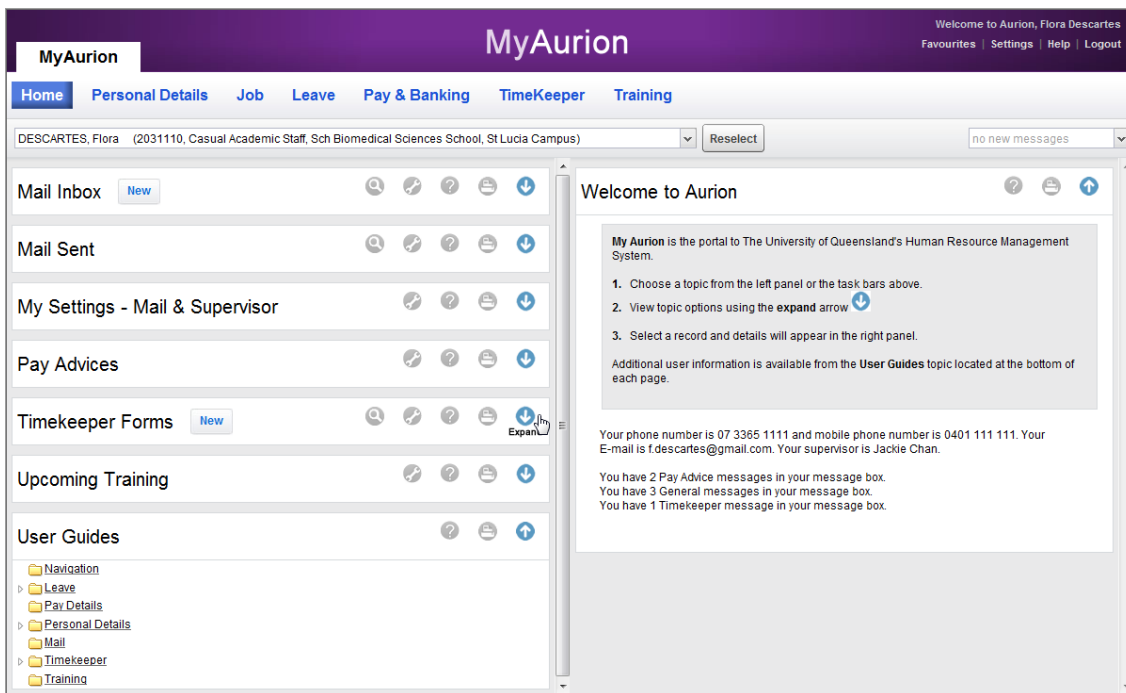 Welcome to Aurion, Flora Descartes
MyAurion
MyAurion
Favourites | Settings | Help | Logout
Home Personal Details Job Leave Pay & Banking TimeKeeper Training
DESCARTES, Flora (2031110, Casual Academic Staff, Sch Biomedical Sciences School, St Lucia Campus) Reselect no new messages
Mail Inbox New
Mail Sent
My Settings - Mail & Supervisor
Pay Advices
Timekeeper Forms New
Expan
Upcoming Training
User Guides
Navigation
Leave
Pay Details
Personal Details
Mail
Timekeeper
Training
Welcome to Aurion
My Aurion is the portal to The University of Queensland's Human Resource Management
System.
1. Choose a topic from the left panel or the task bars above.
2. View topic options using the expand arrow
3. Select a record and details will appear in the right panel.
Additional user information is available from the User Guides topic located at the bottom of
each page.
Your phone number is 07 3365 1111 and mobile phone number is 0401 111 111. Your
E-mail is f.descartes@gmail.com. Your supervisor is Jackie Chan.
You have 2 Pay Advice messages in your message box.
You have 3 General messages in your message box.
You have 1 Timekeeper message in your message box.